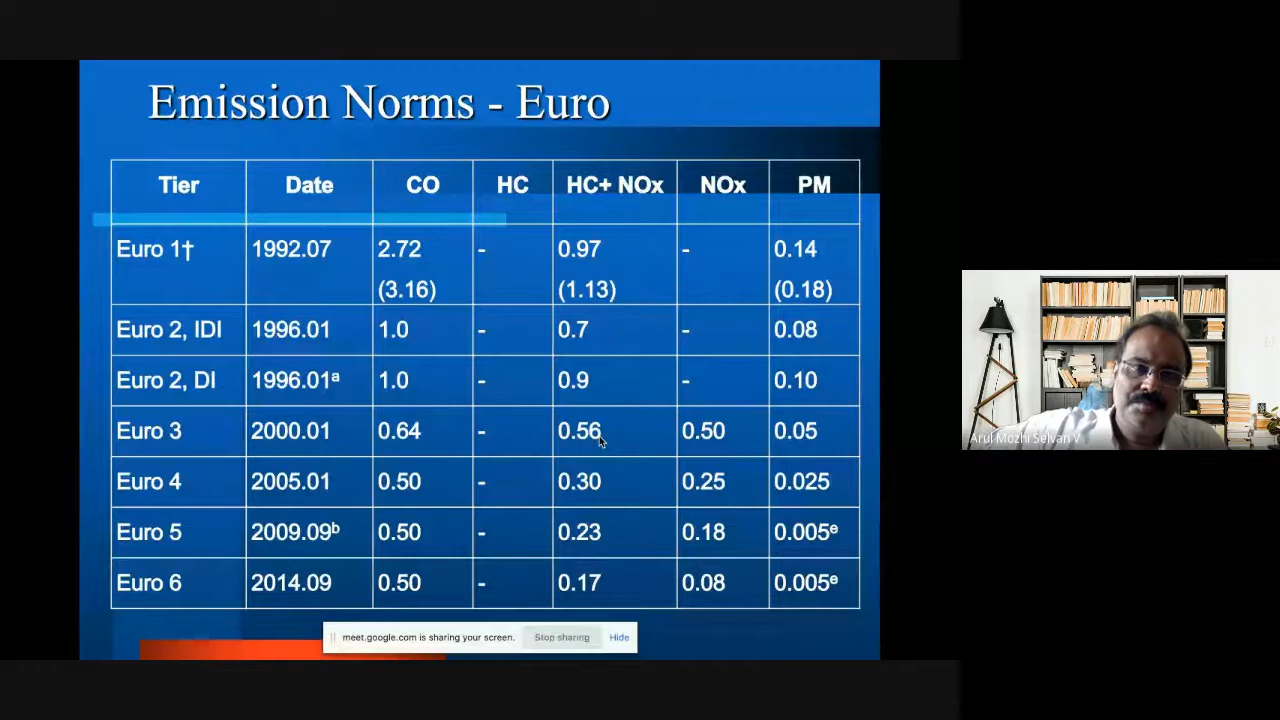 Emission Norms - Euro
Tier Date CO HC HC+ NOx NOx PM
Euro 1† 1992.07 2.72 - 0.97 - 0.14
(3.16) (1.13) (0.18)
Euro 2, IDI 1996.01 1.0 - 0.7 - 0.08
Euro 2, DI 1996.01ᵃ 1.0 - 0.9 - 0.10
Euro 3 2000.01 0.64 - 0.56 0.50 0.05
Euro 4 2005.01 0.50 - 0.30 0.25 0.025
Euro 5 2009.09ᵇ 0.50 - 0.23 0.18 0.005ᵉ
Euro 6 2014.09 0.50 - 0.17 0.08 0.005ᵉ
meet.google.com is sharing your screen. Stop sharing Hide
Arul Mozhi Selvan V